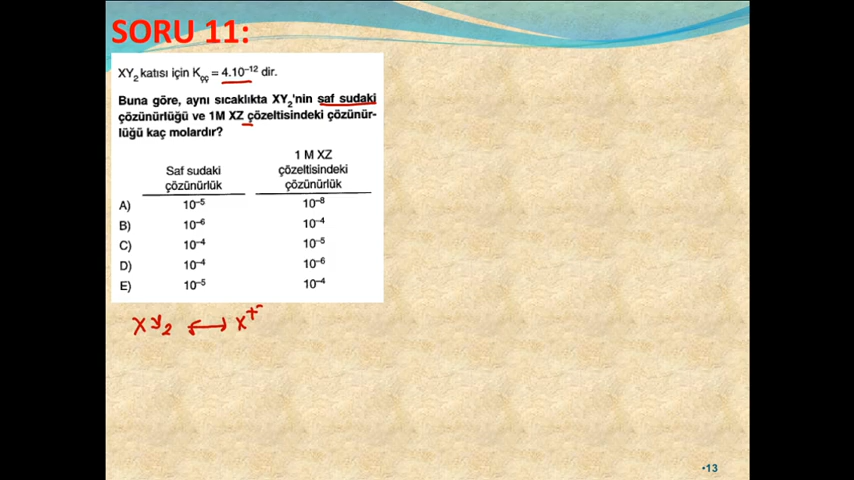 SORU 11:
XY₂ katısı için Kçç = 4.10⁻¹² dir.
Buna göre, aynı sıcaklıkta XY₂'nin saf sudaki
çözünürlüğü ve 1M XZ çözeltisindeki çözünür-
lüğü kaç molardır?
Saf sudaki
çözünürlük
1 M XZ
çözeltisindeki
çözünürlük
A) 10⁻⁵ 10⁻⁸
B) 10⁻⁶ 10⁻⁴
C) 10⁻⁴ 10⁻⁵
D) 10⁻⁴ 10⁻⁶
E) 10⁻⁵ 10⁻⁴
XY₂ ↔ X⁺
•13